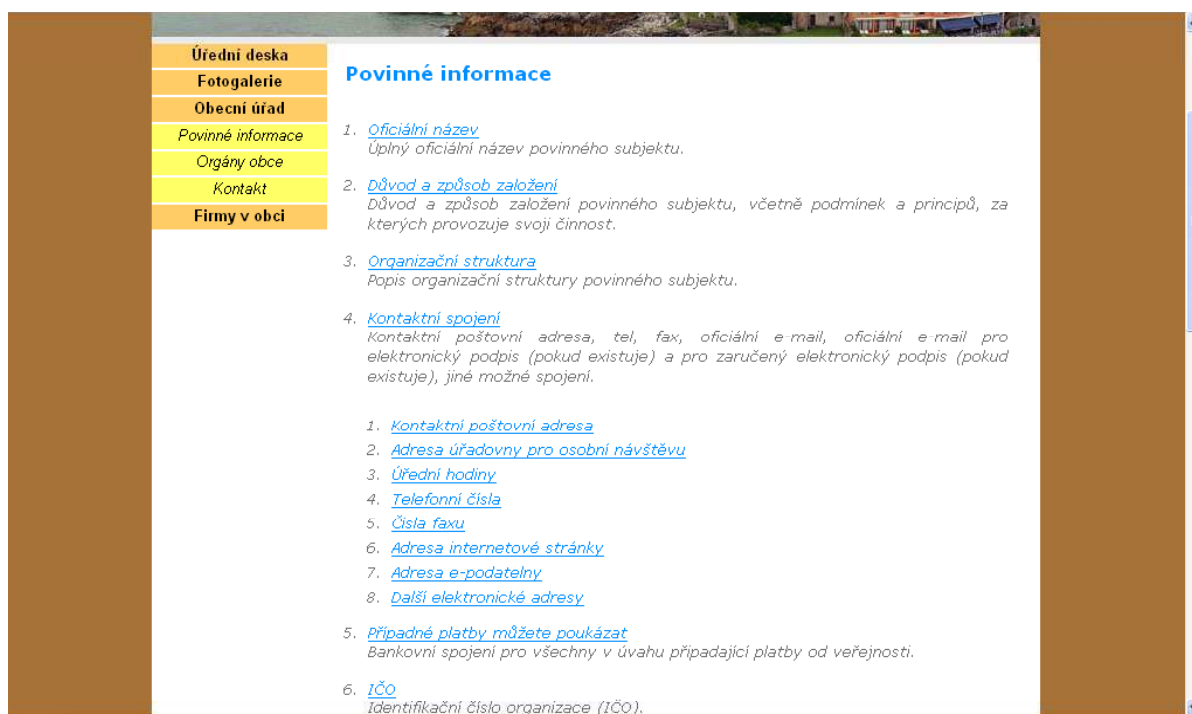 Úřední deska
Fotogalerie
Obecní úřad
Povinné informace
Orgány obce
Kontakt
Firmy v obci
Povinné informace
1. Oficiální název
Úplný oficiální název povinného subjektu.
2. Důvod a způsob založení
Důvod a způsob založení povinného subjektu, včetně podmínek a principů, za
kterých provozuje svoji činnost.
3. Organizační struktura
Popis organizační struktury povinného subjektu.
4. Kontaktní spojení
Kontaktní poštovní adresa, tel, fax, oficiální e-mail, oficiální e-mail pro
elektronický podpis (pokud existuje) a pro zaručený elektronický podpis (pokud
existuje), jiné možné spojení.
1. Kontaktní poštovní adresa
2. Adresa úřadovny pro osobní návštěvu
3. Úřední hodiny
4. Telefonní čísla
5. Čísla faxu
6. Adresa internetové stránky
7. Adresa e-podatelny
8. Další elektronické adresy
5. Případné platby můžete poukázat
Bankovní spojení pro všechny v úvahu připadající platby od veřejnosti.
6. IČO
Identifikační číslo organizace (IČO).